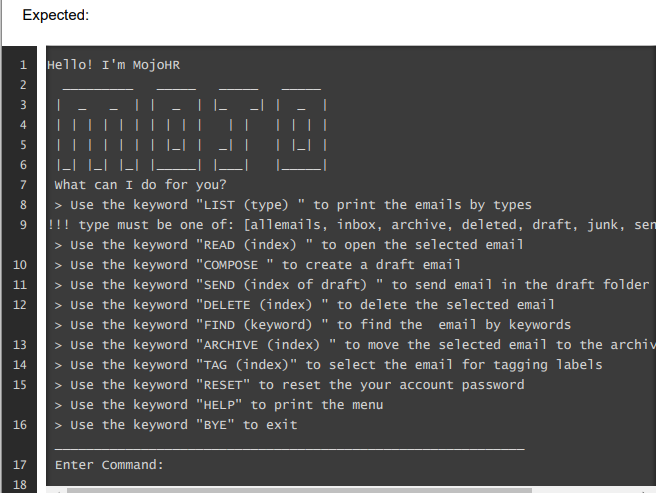 Expected:
1 Hello! I'm MojoHR
2  _________   _____   _____   _____
3 |  _   _  | |  _  | |_   _| |  _  |
4 | | | | | | | | | |   | |   | | | |
5 | | | | | | | |_| |  _| |   | |_| |
6 |_| |_| |_| |_____| |___|   |_____|
7 What can I do for you?
8 > Use the keyword "LIST (type) " to print the emails by types
9 !!! type must be one of: [allemails, inbox, archive, deleted, draft, junk, sen
> Use the keyword "READ (index) " to open the selected email
10 > Use the keyword "COMPOSE " to create a draft email
11 > Use the keyword "SEND (index of draft) " to send email in the draft folder
12 > Use the keyword "DELETE (index) " to delete the selected email
> Use the keyword "FIND (keyword) " to find the  email by keywords
13 > Use the keyword "ARCHIVE (index) " to move the selected email to the archiv
14 > Use the keyword "TAG (index)" to select the email for tagging labels
15 > Use the keyword "RESET" to reset the your account password
> Use the keyword "HELP" to print the menu
16 > Use the keyword "BYE" to exit
____________________________________________________________
17 Enter Command:
18